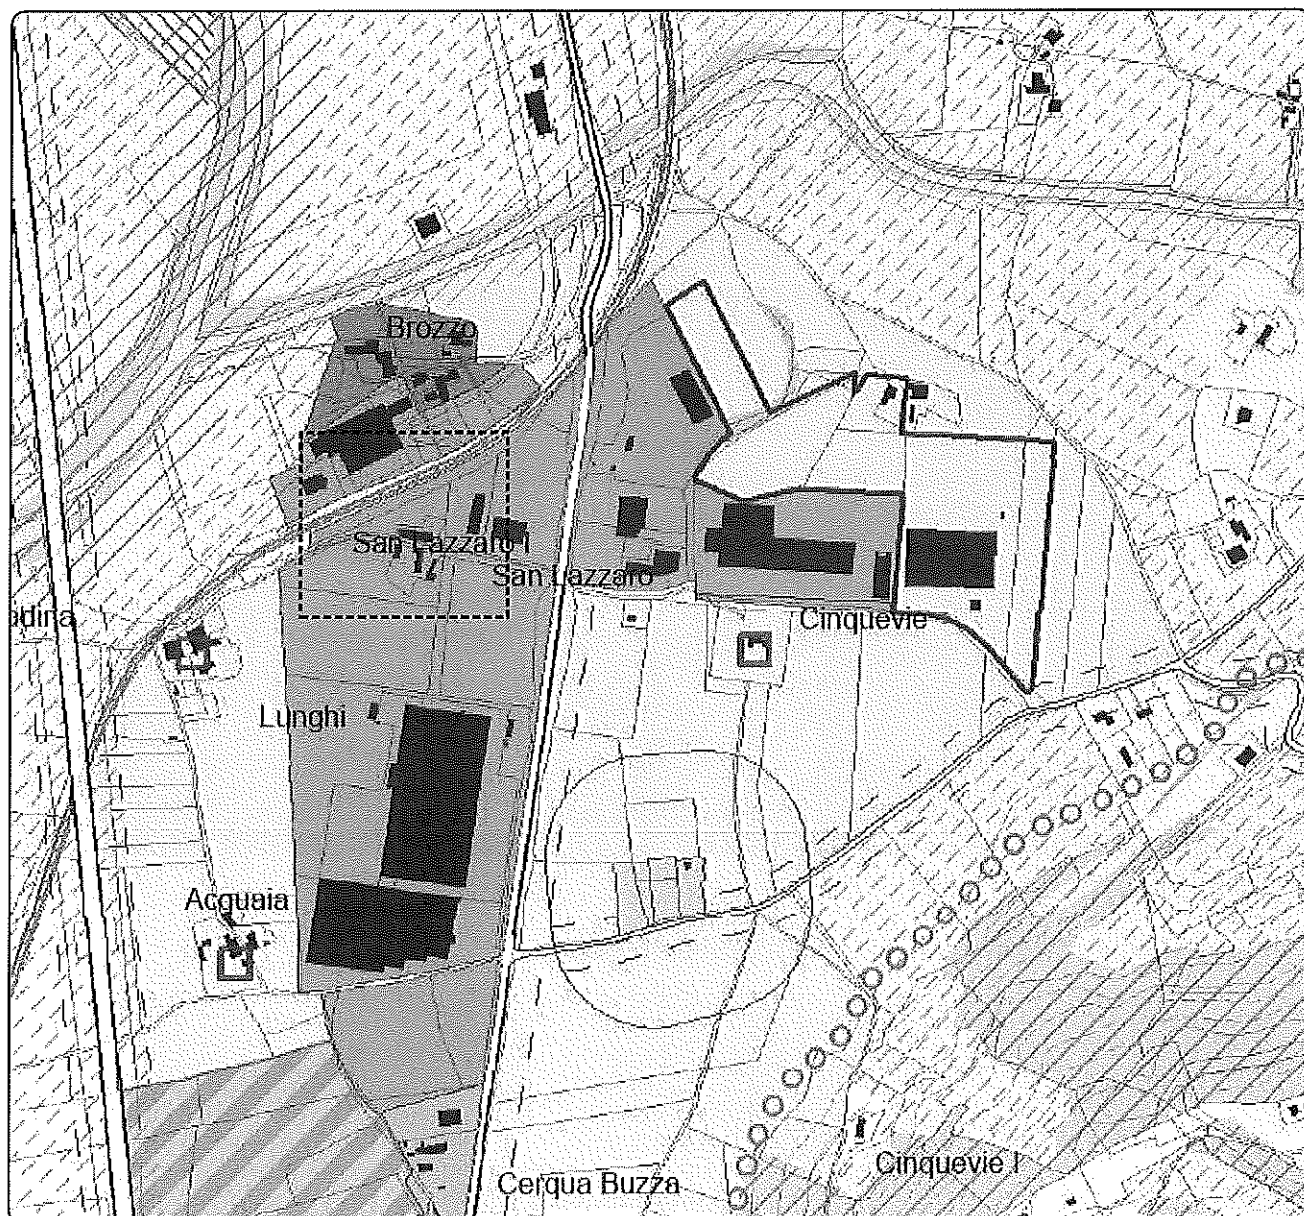 Brozzo
San Lazzaro I
San Lazzaro
Cinquevie
Lunghi
Acquaia
Cinquevie I
Cerqua Buzza